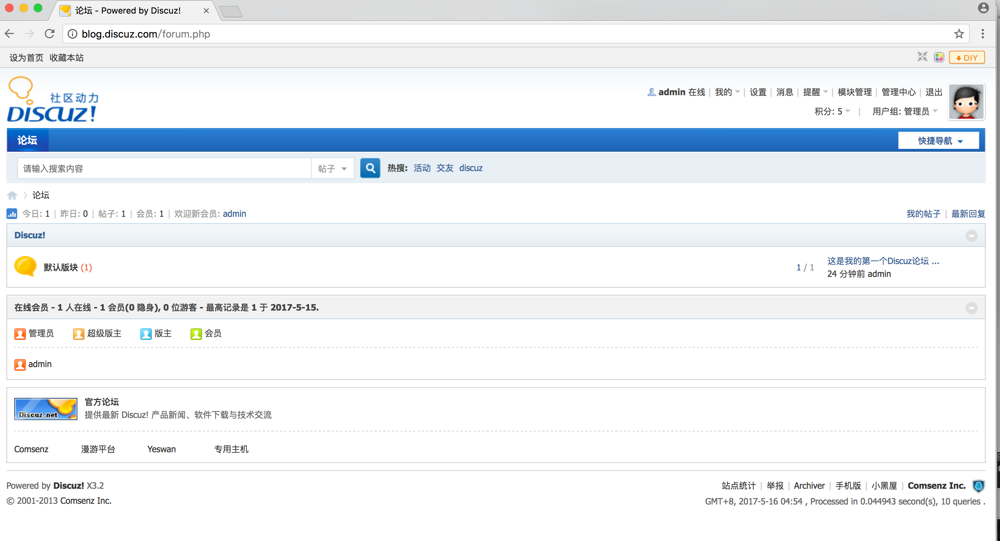 论坛 - Powered by Discuz!
blog.discuz.com/forum.php
设为首页 收藏本站
DIY
社区动力
DISCUZ!
admin 在线 | 我的 | 设置 | 消息 | 提醒 | 模块管理 | 管理中心 | 退出
积分: 5 | 用户组: 管理员
论坛
快捷导航
请输入搜索内容 帖子 热搜: 活动 交友 discuz
论坛
今日: 1 | 昨日: 0 | 帖子: 1 | 会员: 1 | 欢迎新会员: admin
我的帖子 | 最新回复
Discuz!
默认版块 (1)
1 / 1
这是我的第一个Discuz论坛 ...
24 分钟前 admin
在线会员 - 1 人在线 - 1 会员(0 隐身), 0 位游客 - 最高记录是 1 于 2017-5-15.
管理员 超级版主 版主 会员
admin
Discuz.net
官方论坛
提供最新 Discuz! 产品新闻、软件下载与技术交流
Comsenz 漫游平台 Yeswan 专用主机
Powered by Discuz! X3.2
© 2001-2013 Comsenz Inc.
站点统计 | 举报 | Archiver | 手机版 | 小黑屋 | Comsenz Inc.
GMT+8, 2017-5-16 04:54 , Processed in 0.044943 second(s), 10 queries .